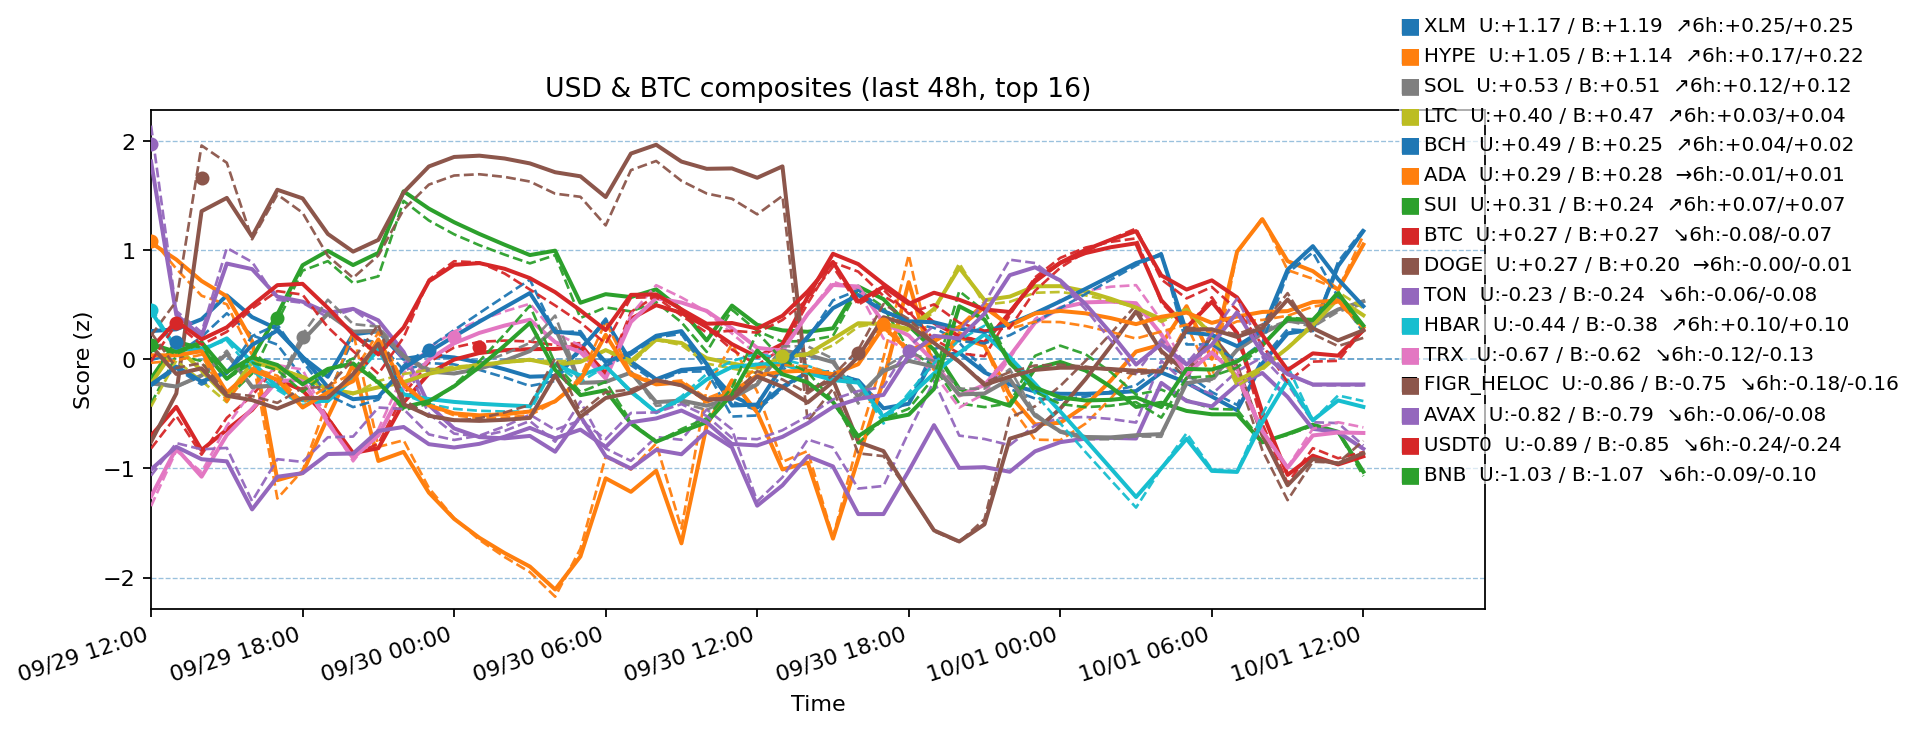 XLM  U:+1.17 / B:+1.19  ↗6h:+0.25/+0.25
HYPE  U:+1.05 / B:+1.14  ↗6h:+0.17/+0.22
SOL  U:+0.53 / B:+0.51  ↗6h:+0.12/+0.12
LTC  U:+0.40 / B:+0.47  ↗6h:+0.03/+0.04
BCH  U:+0.49 / B:+0.25  ↗6h:+0.04/+0.02
ADA  U:+0.29 / B:+0.28  →6h:-0.01/+0.01
SUI  U:+0.31 / B:+0.24  ↗6h:+0.07/+0.07
BTC  U:+0.27 / B:+0.27  ↘6h:-0.08/-0.07
DOGE  U:+0.27 / B:+0.20  →6h:-0.00/-0.01
TON  U:-0.23 / B:-0.24  ↘6h:-0.06/-0.08
HBAR  U:-0.44 / B:-0.38  ↗6h:+0.10/+0.10
TRX  U:-0.67 / B:-0.62  ↘6h:-0.12/-0.13
FIGR_HELOC  U:-0.86 / B:-0.75  ↘6h:-0.18/-0.16
AVAX  U:-0.82 / B:-0.79  ↘6h:-0.06/-0.08
USDT0  U:-0.89 / B:-0.85  ↘6h:-0.24/-0.24
BNB  U:-1.03 / B:-1.07  ↘6h:-0.09/-0.10
USD & BTC composites (last 48h, top 16)
Score (z)
2
1
0
−1
−2
09/29 12:00
09/29 18:00
09/30 00:00
09/30 06:00
09/30 12:00
09/30 18:00
10/01 00:00
10/01 06:00
10/01 12:00
Time